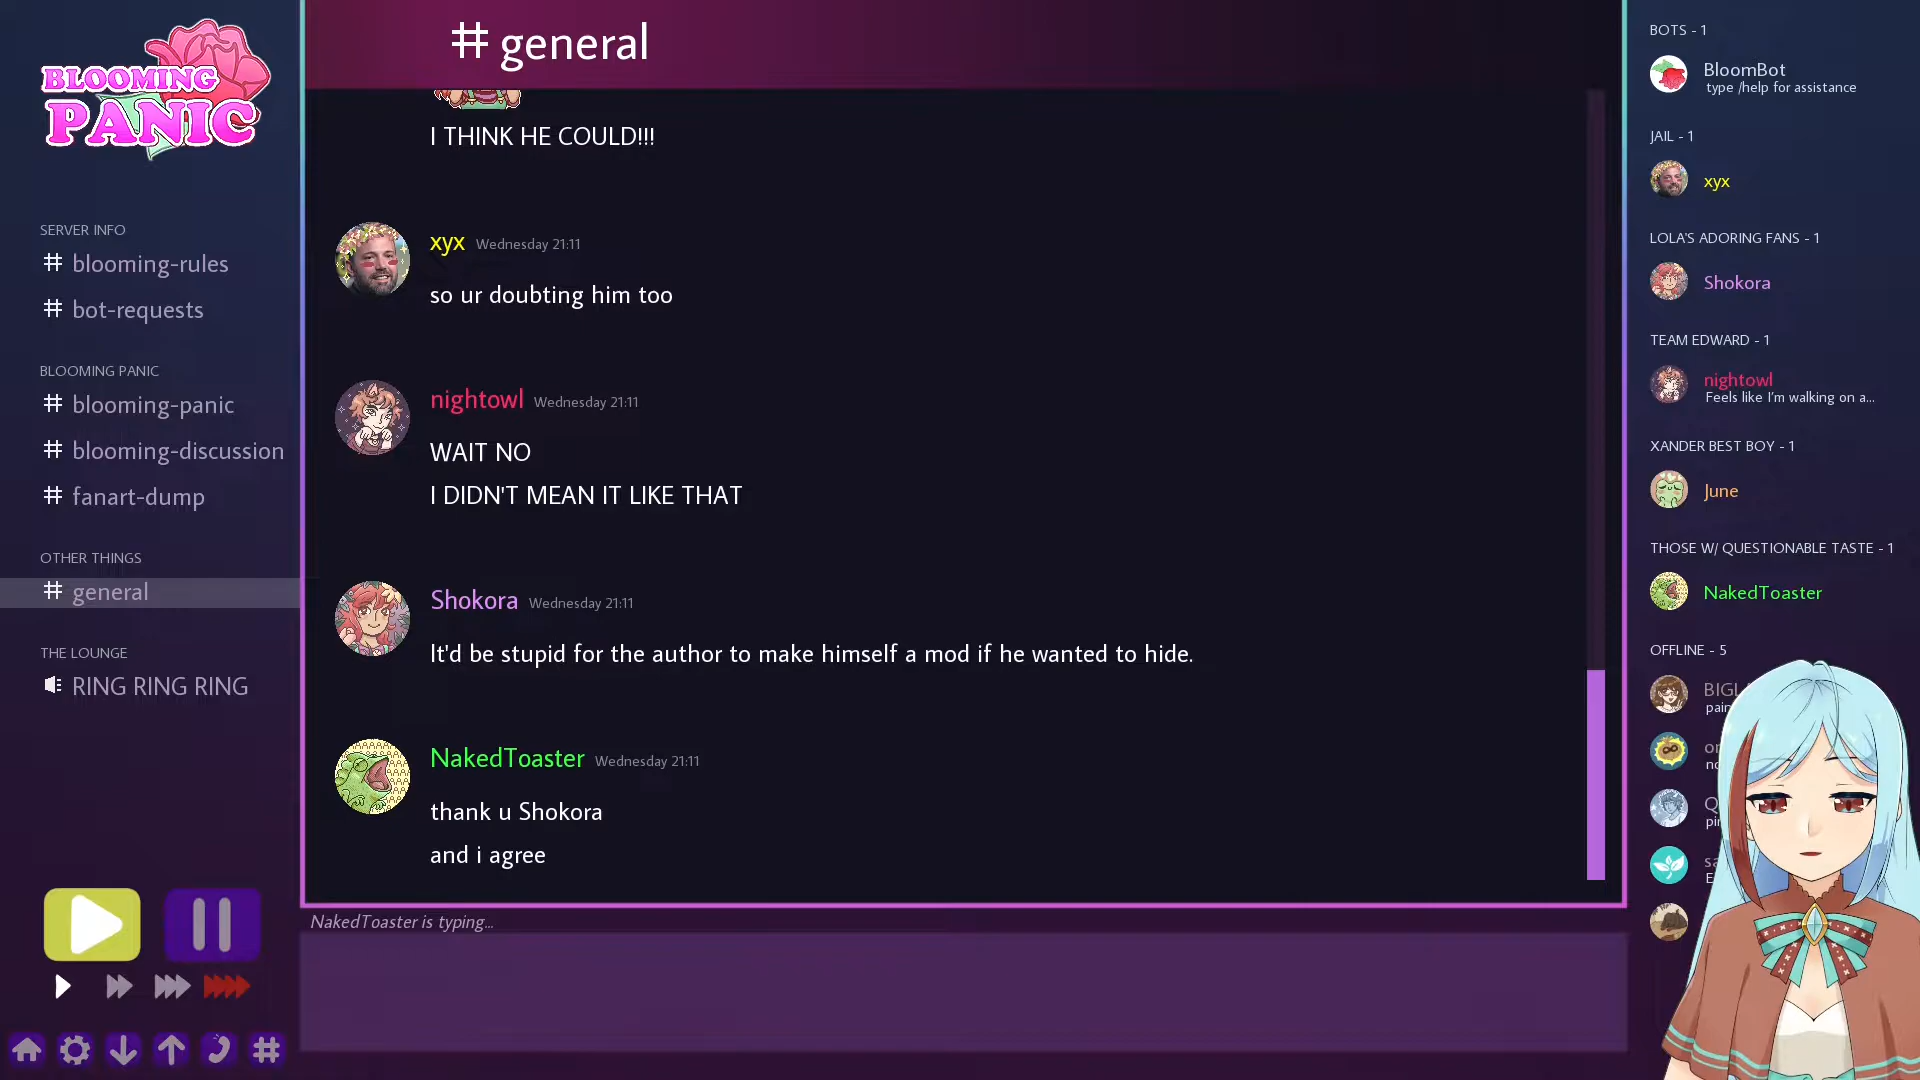 BLOOMING
PANIC
SERVER INFO
# blooming-rules
# bot-requests
BLOOMING PANIC
# blooming-panic
# blooming-discussion
# fanart-dump
OTHER THINGS
# general
THE LOUNGE
RING RING RING
# general
I THINK HE COULD!!!
xyx Wednesday 21:11
so ur doubting him too
nightowl Wednesday 21:11
WAIT NO
I DIDN'T MEAN IT LIKE THAT
Shokora Wednesday 21:11
It'd be stupid for the author to make himself a mod if he wanted to hide.
NakedToaster Wednesday 21:11
thank u Shokora
and i agree
NakedToaster is typing...
BOTS - 1
BloomBot
type /help for assistance
JAIL - 1
xyx
LOLA'S ADORING FANS - 1
Shokora
TEAM EDWARD - 1
nightowl
Feels like I'm walking on a...
XANDER BEST BOY - 1
June
THOSE W/ QUESTIONABLE TASTE - 1
NakedToaster
OFFLINE - 5